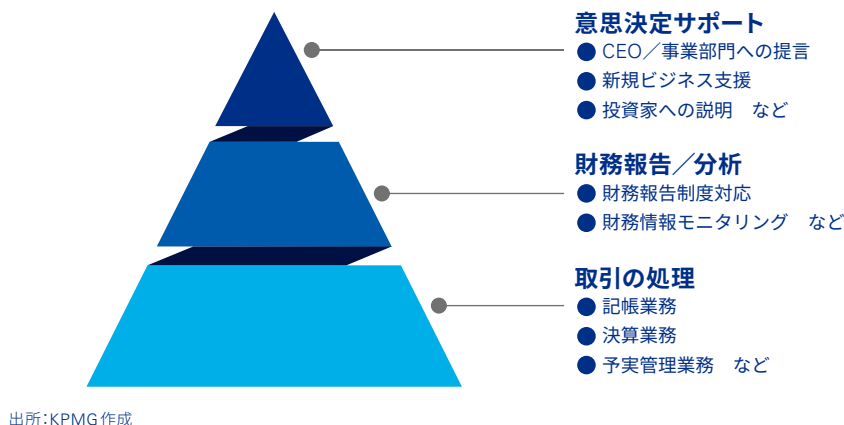 意思決定サポート
● CEO／事業部門への提言
● 新規ビジネス支援
● 投資家への説明　など
財務報告／分析
● 財務報告制度対応
● 財務情報モニタリング　など
取引の処理
● 記帳業務
● 決算業務
● 予実管理業務　など
出所：KPMG作成